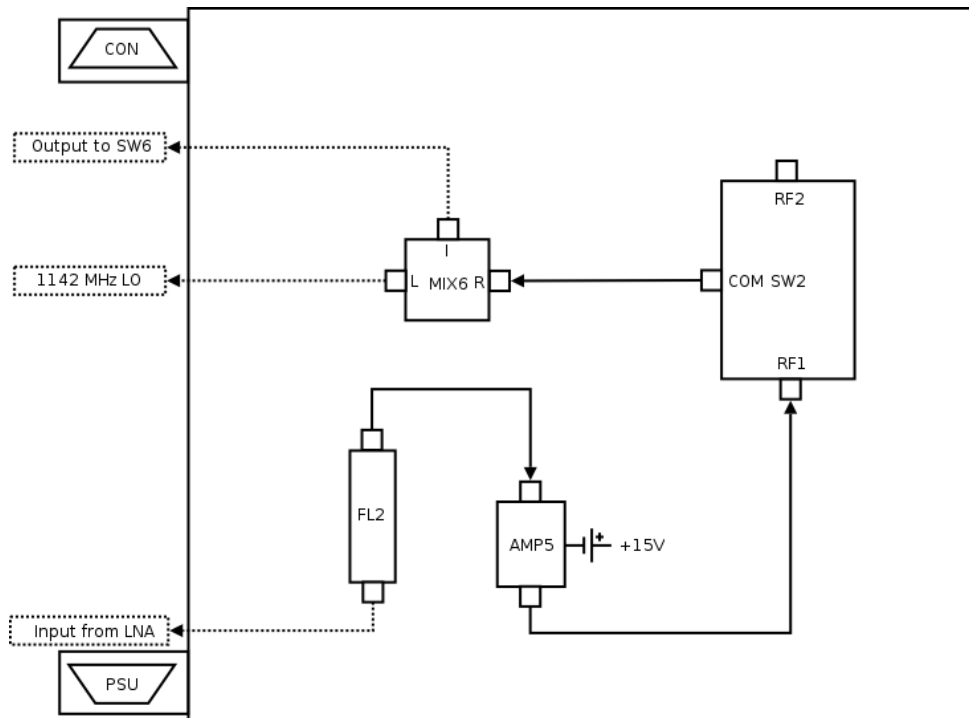 CON
Output to SW6
RF2
I
1142 MHz LO
L MIX6 R
COM SW2
RF1
FL2
AMP5
+ +15V
Input from LNA
PSU